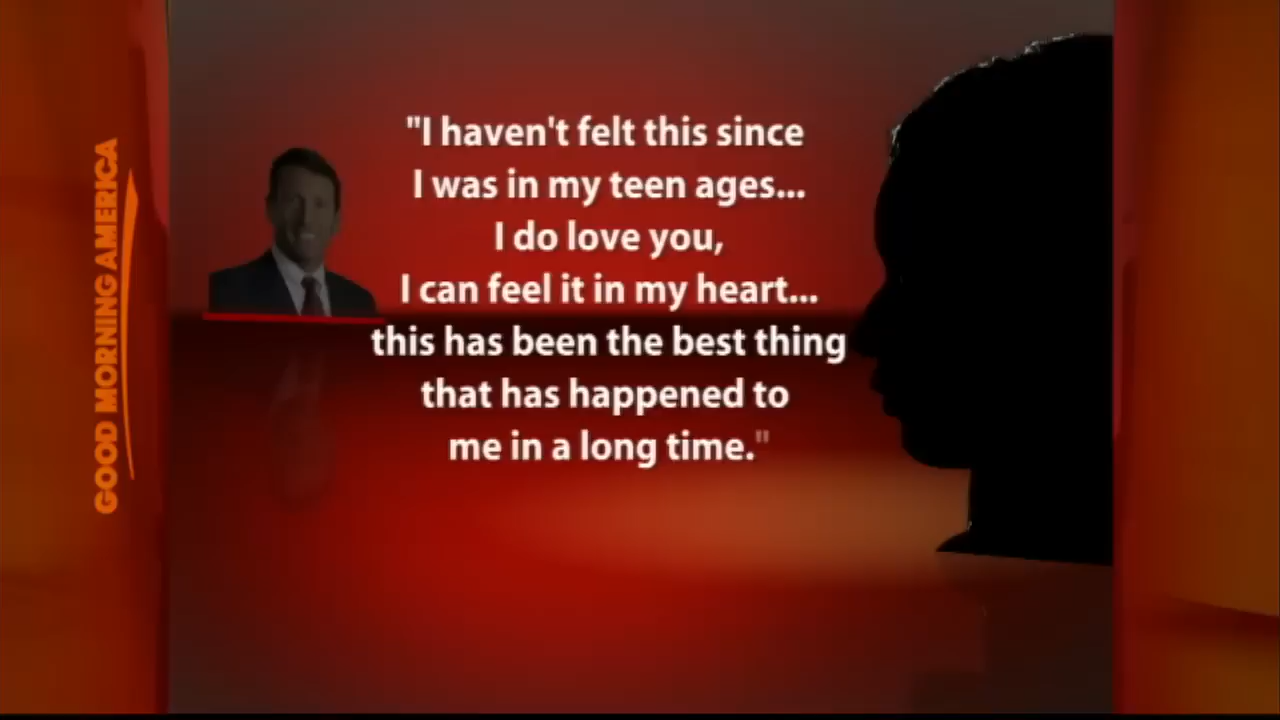 GOOD MORNING AMERICA
"I haven't felt this since
I was in my teen ages...
I do love you,
I can feel it in my heart...
this has been the best thing
that has happened to
me in a long time."